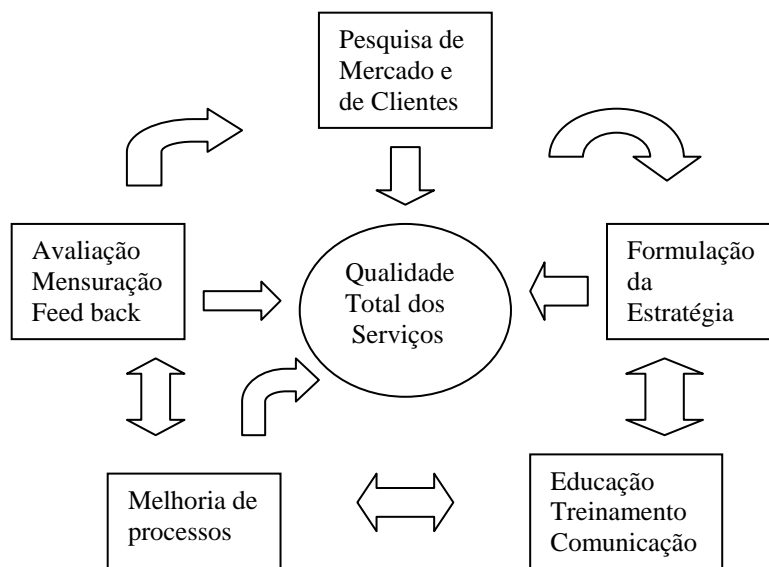 Pesquisa de
Mercado e
de Clientes
Avaliação
Mensuração
Feed back
Qualidade
Total dos
Serviços
Formulação
da
Estratégia
Melhoria de
processos
Educação
Treinamento
Comunicação